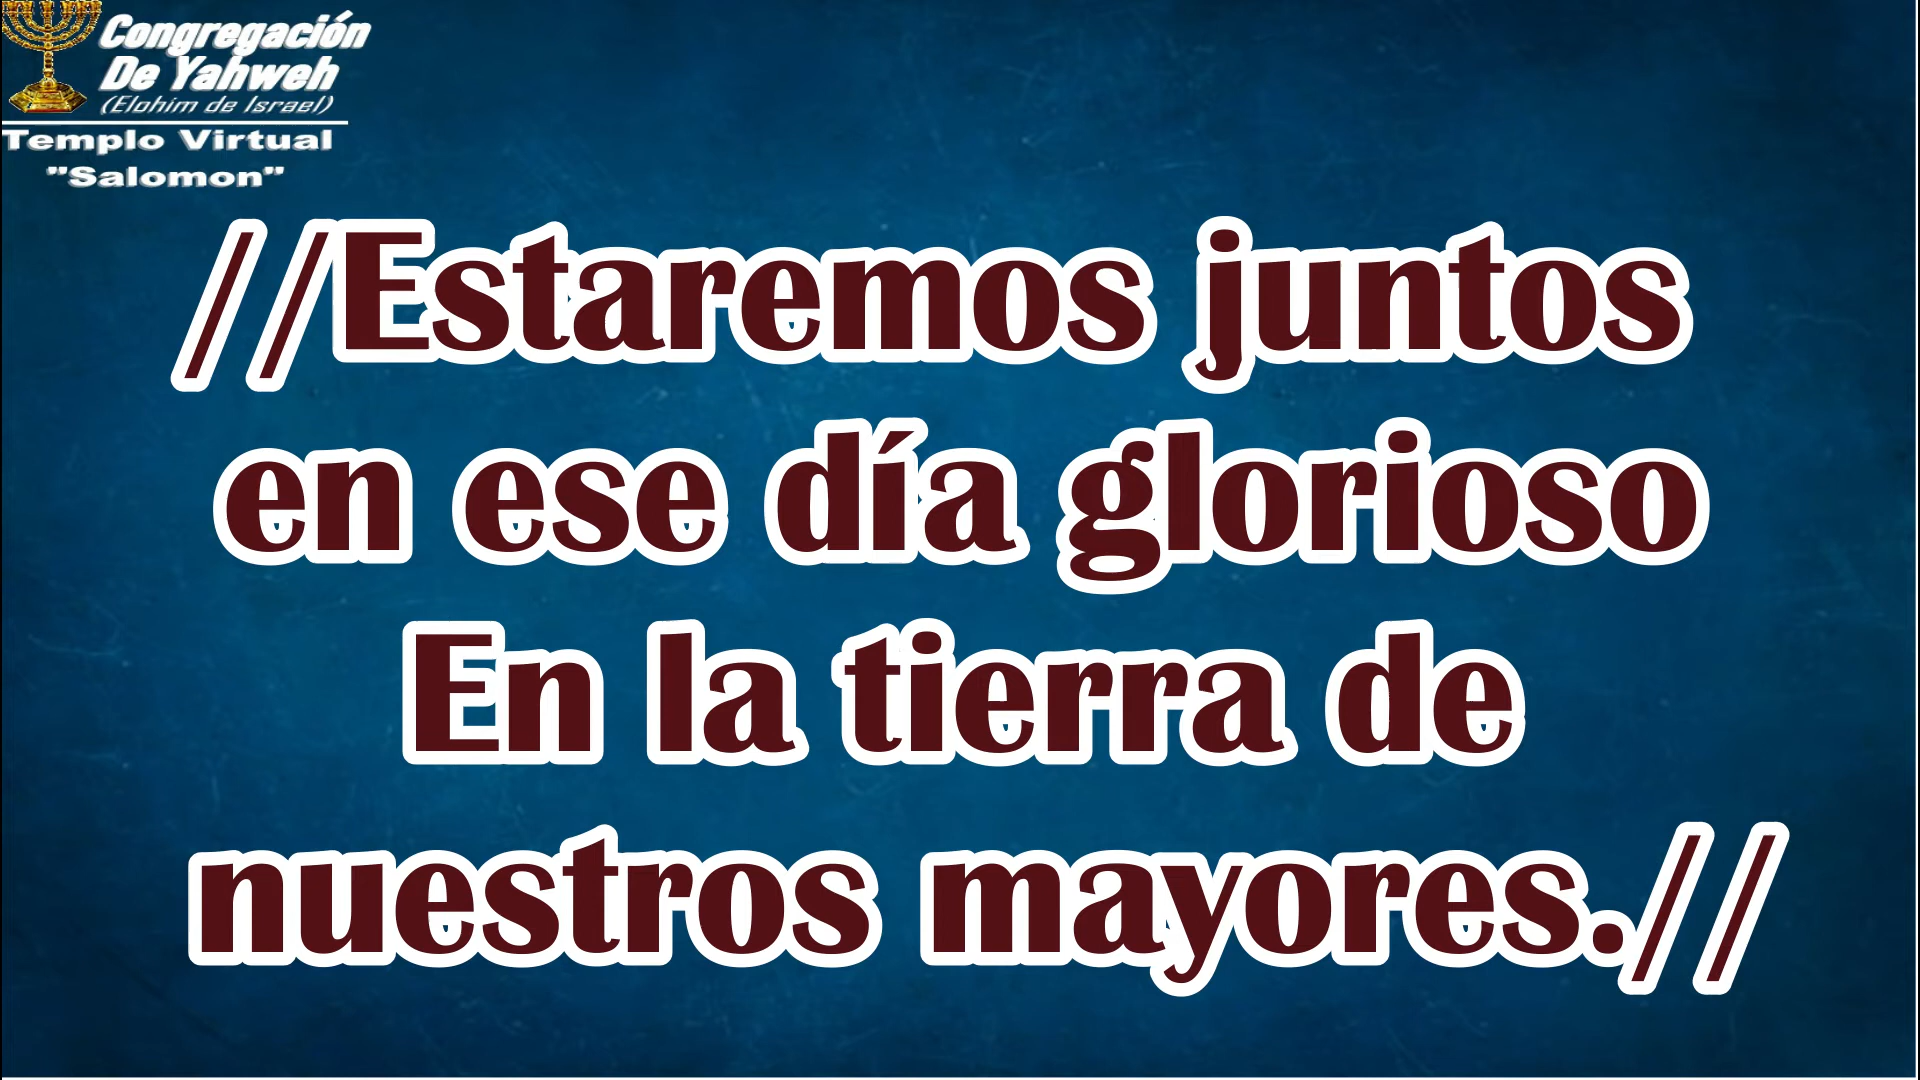 Congregación
De Yahweh
(Elohim de Israel)
Templo Virtual
"Salomon"
//Estaremos juntos
en ese día glorioso
En la tierra de
nuestros mayores.//